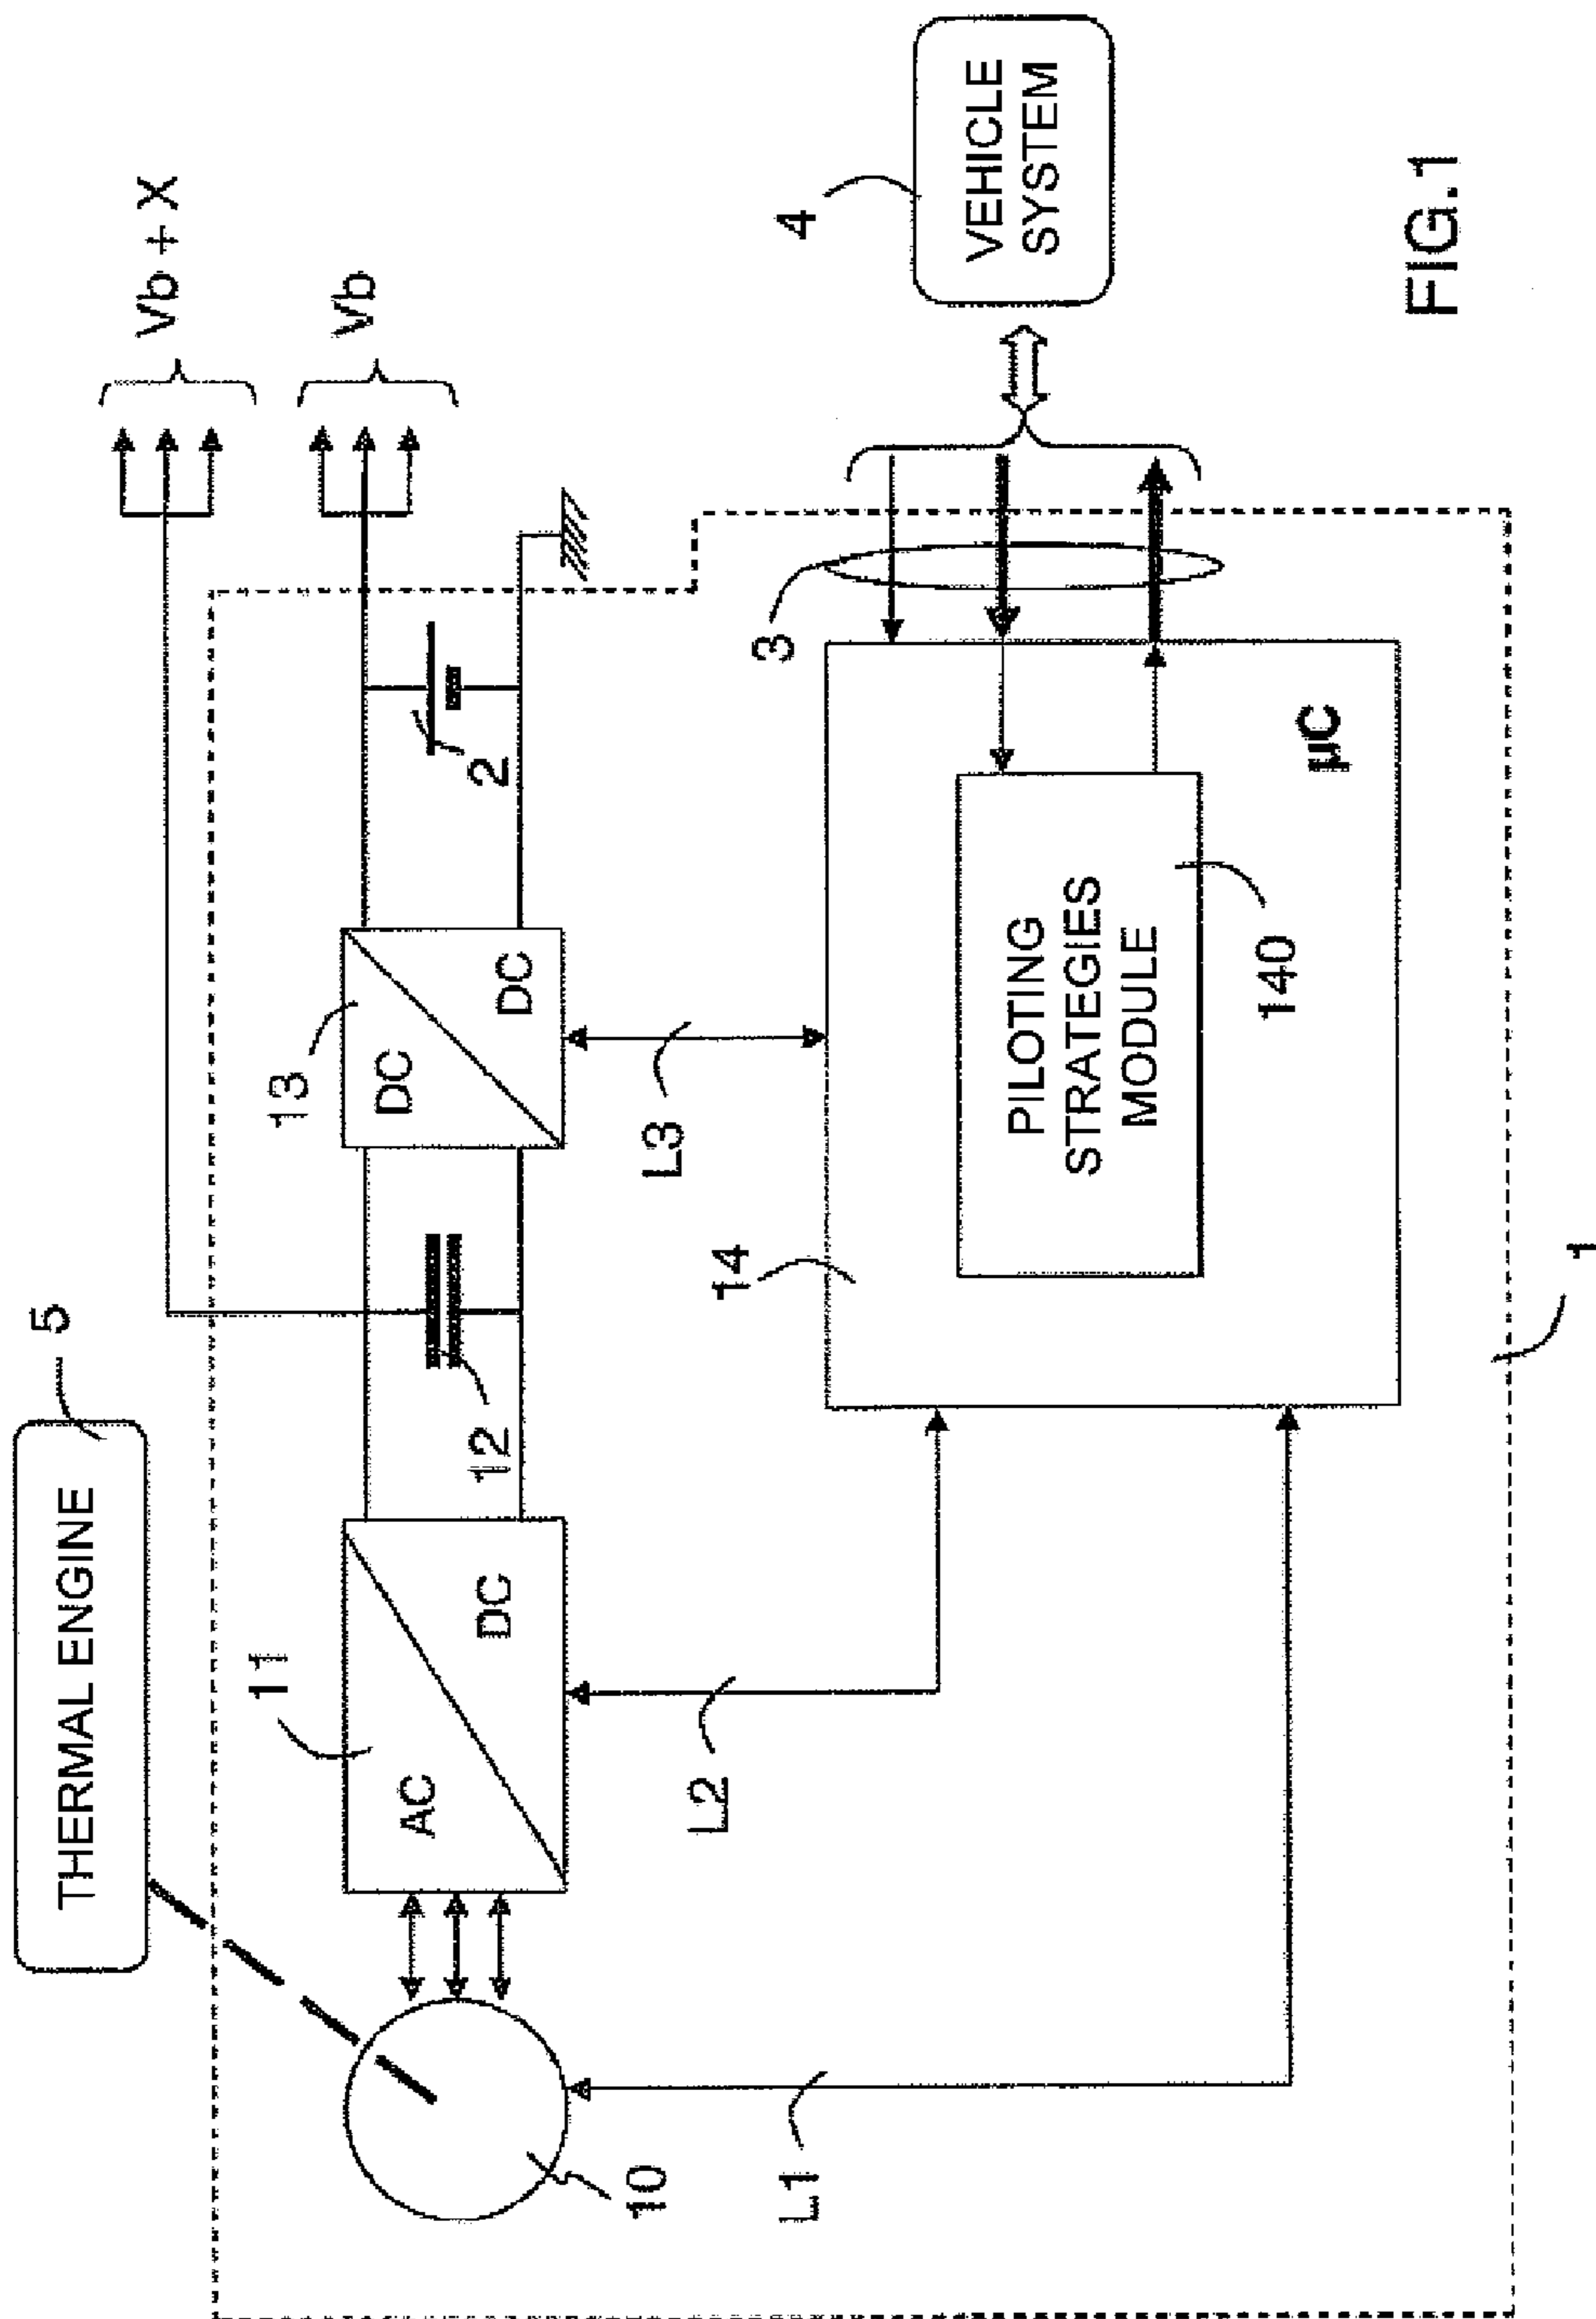 THERMAL ENGINE
5
Vb + X
Vb
11
13
AC
DC
DC
DC
12
2
10
L1
L2
L3
14
3
4
VEHICLE
SYSTEM
PILOTING
STRATEGIES
MODULE
140
µC
1
FIG.1